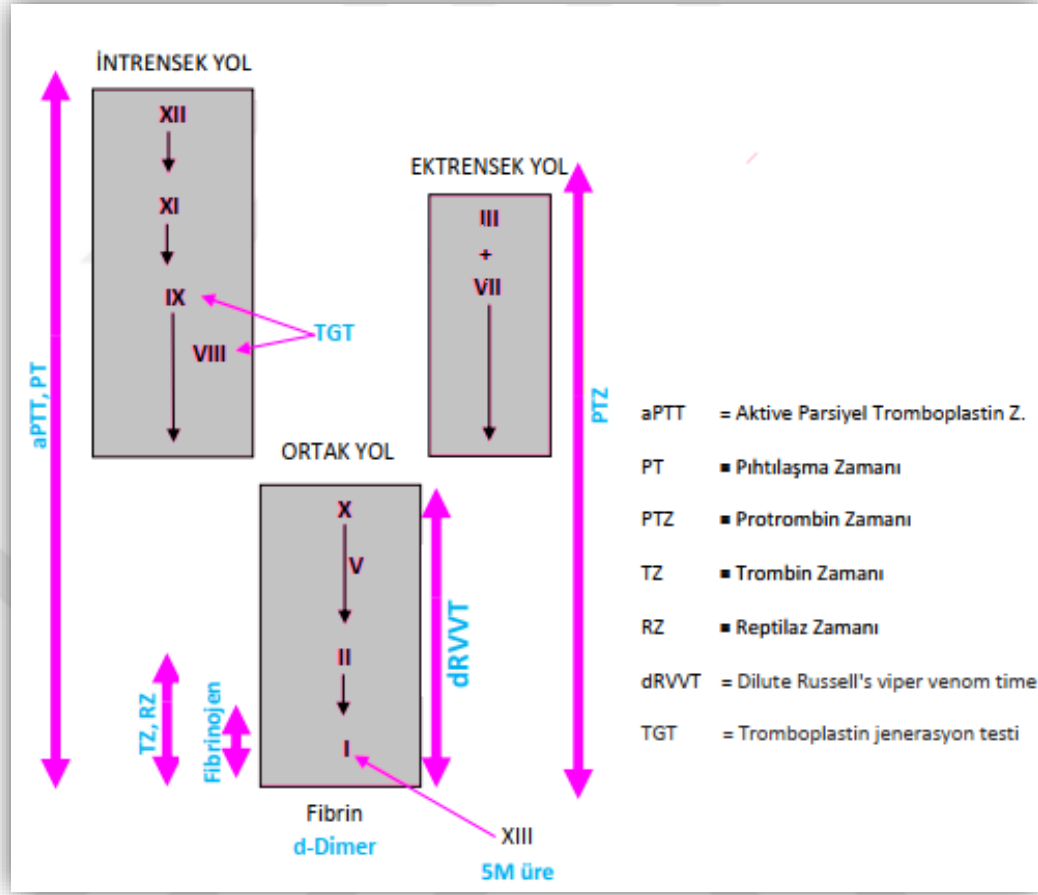 İNTRENSEK YOL
XII
XI
IX
VIII
TGT
aPTT, PT
EKTRENSEK YOL
III
+
VII
PTZ
ORTAK YOL
X
V
II
I
dRVVT
TZ, RZ
Fibrinojen
Fibrin
d-Dimer
XIII
5M üre
aPTT = Aktive Parsiyel Tromboplastin Z.
PT = Pıhtılaşma Zamanı
PTZ = Protrombin Zamanı
TZ = Trombin Zamanı
RZ = Reptilaz Zamanı
dRVVT = Dilute Russell's viper venom time
TGT = Tromboplastin jenerasyon testi